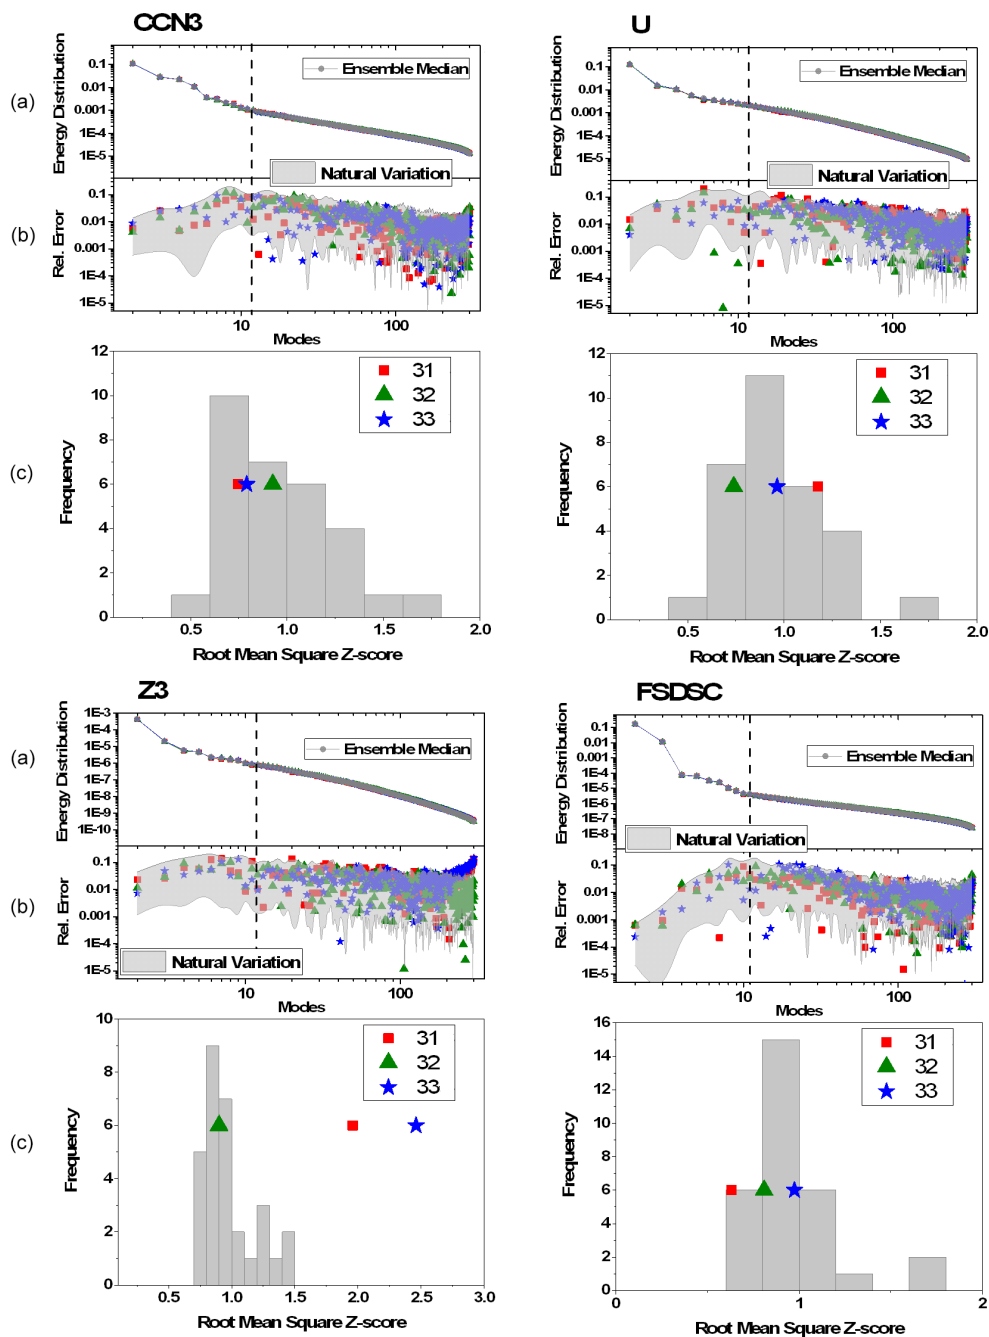 CCN3
U
(a)
Energy Distribution
0.1
0.01
0.001
1E-4
1E-5
Ensemble Median
Energy Distribution
0.1
0.01
0.001
1E-4
1E-5
Ensemble Median
(b)
Rel. Error
0.1
0.01
0.001
1E-4
1E-5
Natural Variation
10
100
Modes
Rel. Error
0.1
0.01
0.001
1E-4
1E-5
Natural Variation
10
100
Modes
(c)
Frequency
12
10
8
6
4
2
0
31
32
33
0.5
1.0
1.5
2.0
Root Mean Square Z-score
Frequency
12
10
8
6
4
2
0
31
32
33
0.5
1.0
1.5
2.0
Root Mean Square Z-score
Z3
FSDSC
(a)
Energy Distribution
1E-3
1E-4
1E-5
1E-6
1E-7
1E-8
1E-9
1E-10
Ensemble Median
Energy Distribution
0.1
0.01
0.001
1E-4
1E-5
1E-6
1E-7
1E-8
Ensemble Median
(b)
Rel. Error
0.1
0.01
0.001
1E-4
1E-5
Natural Variation
10
100
Modes
Rel. Error
0.1
0.01
0.001
1E-4
1E-5
Natural Variation
10
100
Modes
(c)
Frequency
10
8
6
4
2
0
31
32
33
0.5
1.0
1.5
2.0
2.5
3.0
Root Mean Square Z-score
Frequency
16
14
12
10
8
6
4
2
0
31
32
33
0
1
2
Root Mean Square Z-score